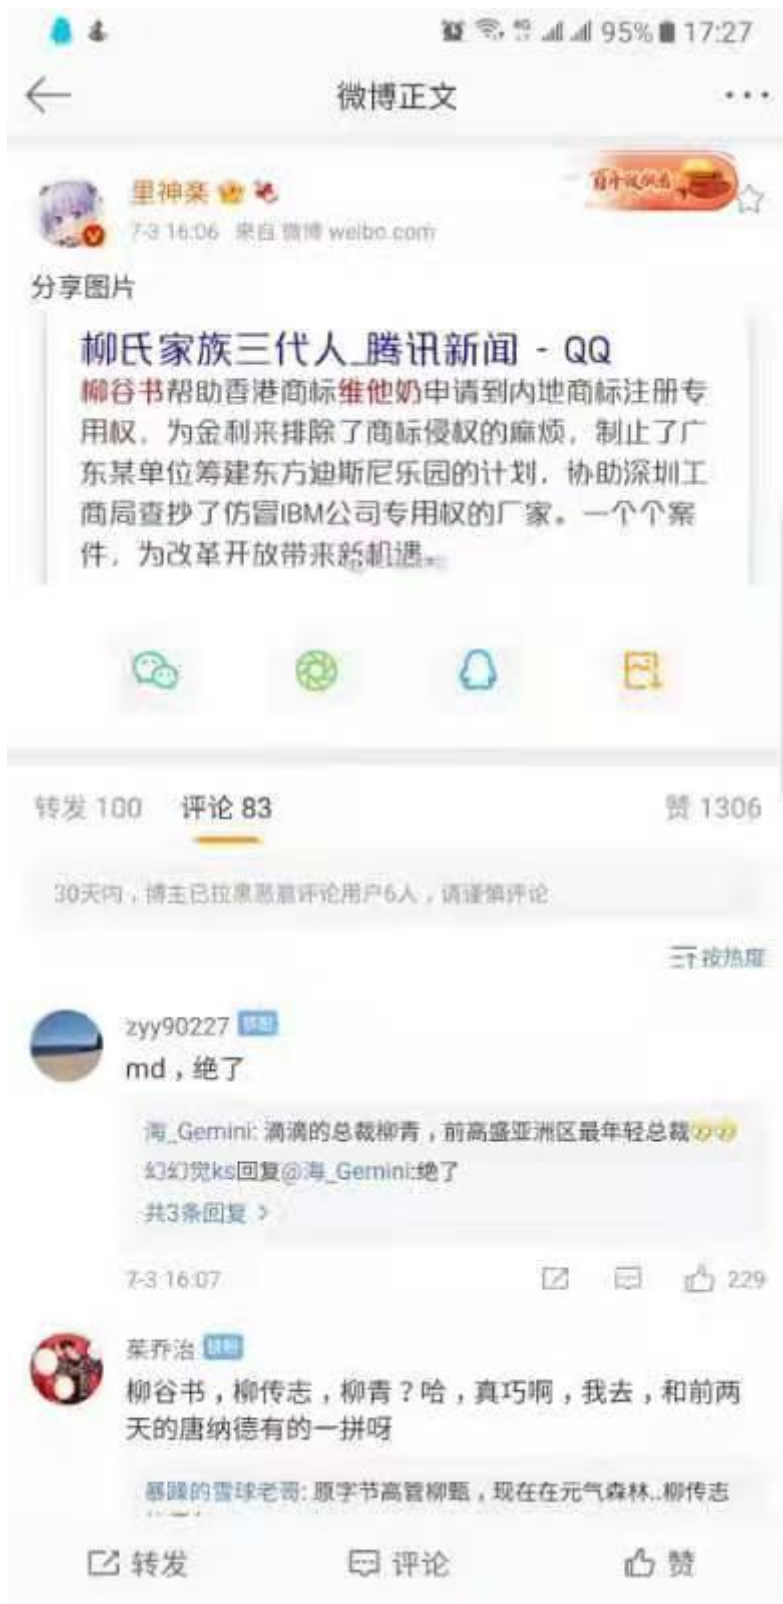 95% 17:27
微博正文
里神楽
7-3 16:06 来自 微博 weibo.com
分享图片
柳氏家族三代人_腾讯新闻 - QQ
柳谷书帮助香港商标维他奶申请到内地商标注册专
用权，为金利来排除了商标侵权的麻烦，制止了广
东某单位筹建东方迪斯尼乐园的计划，协助深圳工
商局查抄了仿冒IBM公司专用权的厂家。一个个案
件，为改革开放带来新机遇。
转发 100 评论 83 赞 1306
30天内，博主已拉黑恶意评论用户6人，请谨慎评论
按热度
zyy90227 铁粉
md，绝了
海_Gemini: 滴滴的总裁柳青，前高盛亚洲区最年轻总裁
幻幻觉ks回复@海_Gemini:绝了
共3条回复 >
7-3 16:07 229
菜乔治 铁粉
柳谷书，柳传志，柳青？哈，真巧啊，我去，和前两
天的唐纳德有的一拼呀
暴躁的雪球老哥: 原字节高管柳甄，现在在元气森林..柳传志
转发 评论 赞